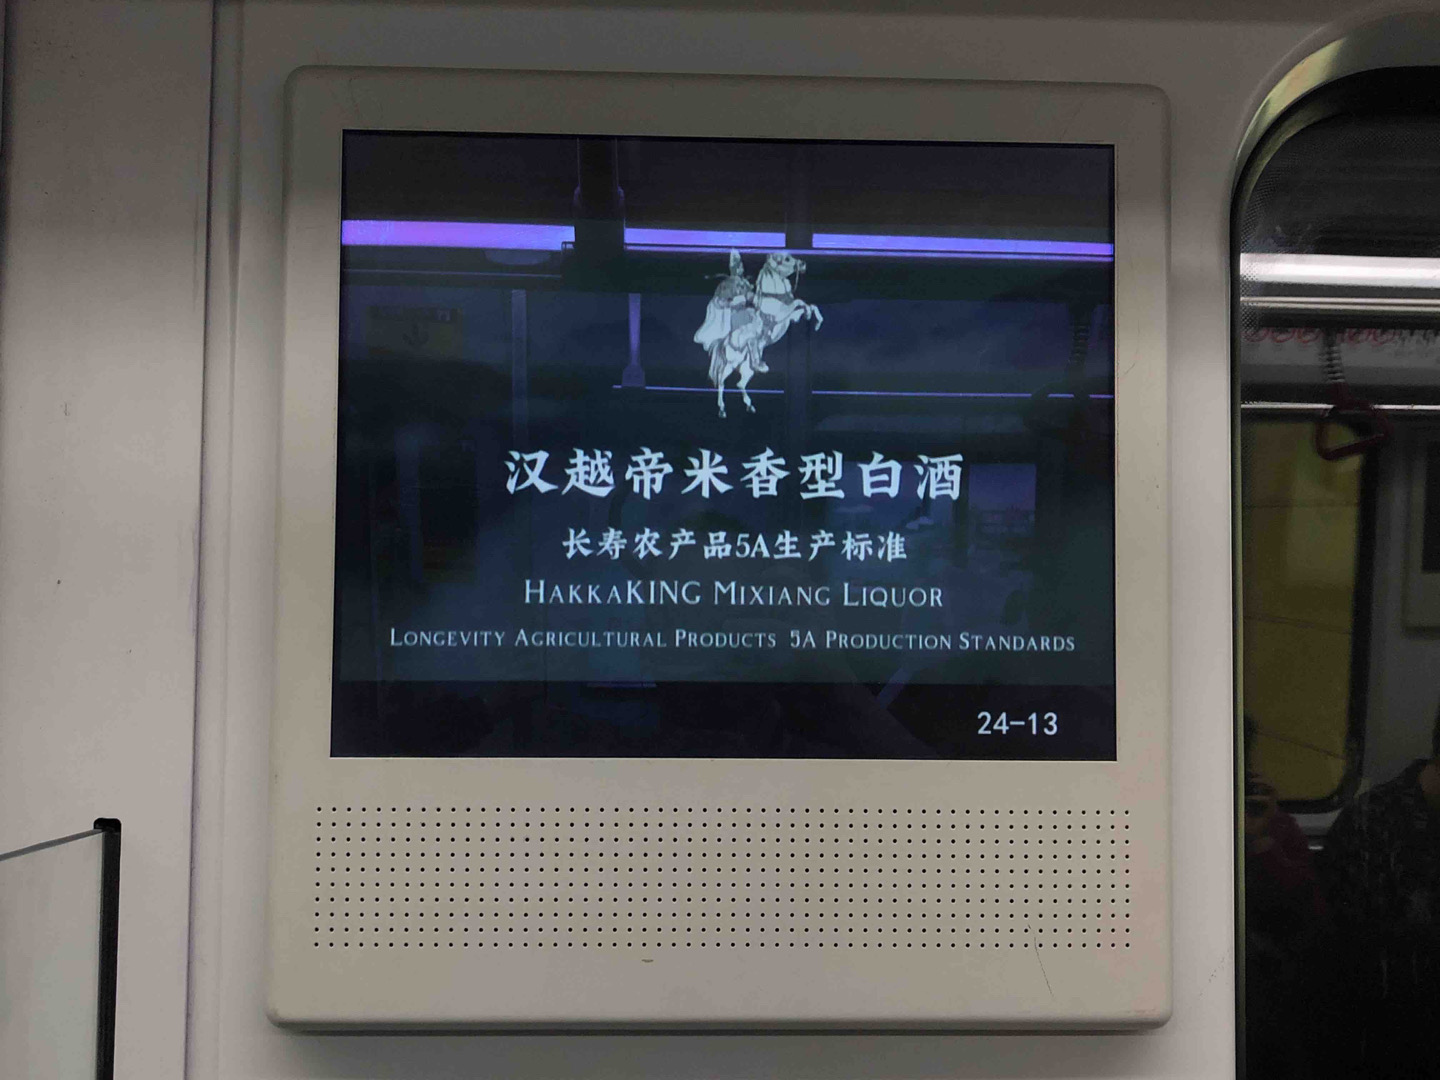 汉越帝米香型白酒
长寿农产品5A生产标准
HAKKAKING MIXIANG LIQUOR
LONGEVITY AGRICULTURAL PRODUCTS 5A PRODUCTION STANDARDS
24-13